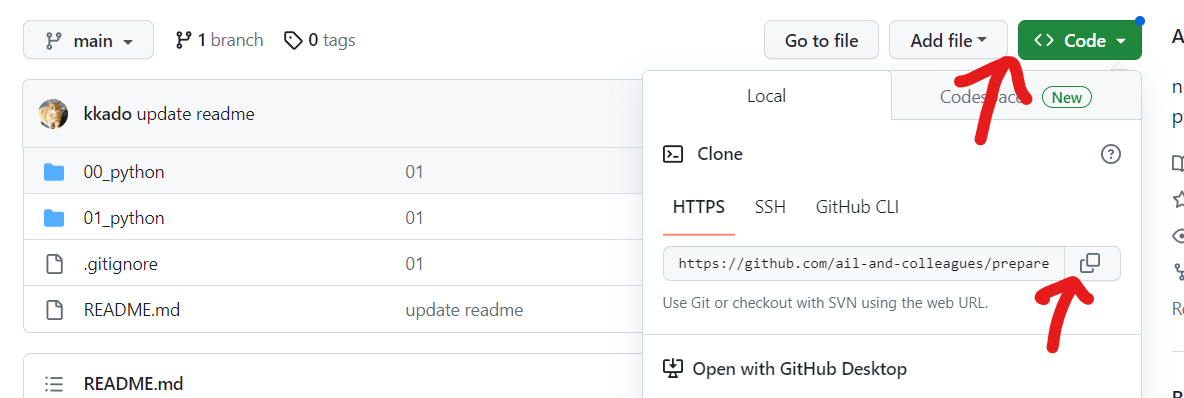 main 1 branch 0 tags Go to file Add file <> Code
kkado update readme
Local New
Clone
00_python 01
HTTPS SSH GitHub CLI
01_python 01
.gitignore 01
https://github.com/ail-and-colleagues/prepare
README.md update readme
Use Git or checkout with SVN using the web URL.
Open with GitHub Desktop
README.md